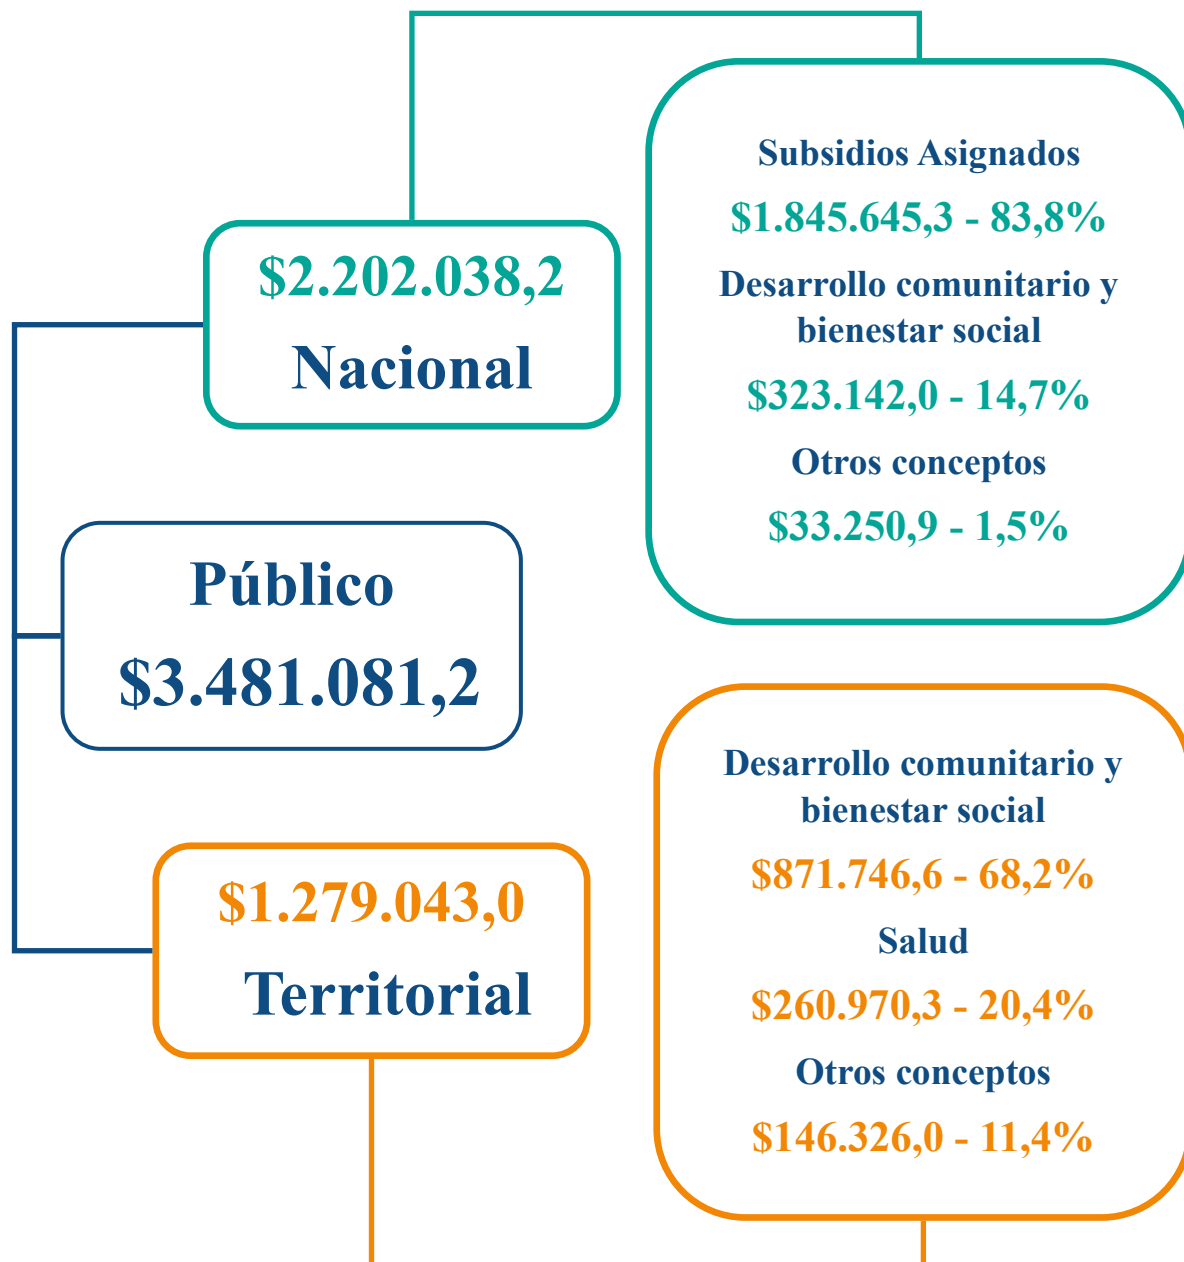 $2.202.038,2
Nacional
Subsidios Asignados
$1.845.645,3 - 83,8%
Desarrollo comunitario y
bienestar social
$323.142,0 - 14,7%
Otros conceptos
$33.250,9 - 1,5%
Público
$3.481.081,2
$1.279.043,0
Territorial
Desarrollo comunitario y
bienestar social
$871.746,6 - 68,2%
Salud
$260.970,3 - 20,4%
Otros conceptos
$146.326,0 - 11,4%